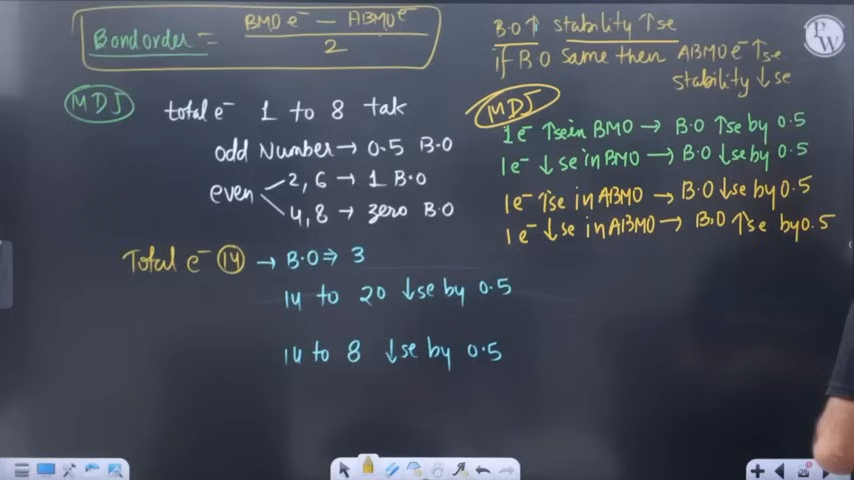 Bond order = BMO e⁻ − ABMO e⁻ / 2
B·O↑ stability ↑se
if B·O same then ABMO e⁻ ↑se
stability ↓se
MDJ
total e⁻ 1 to 8 tak
odd Number → 0.5 B·O
even 2, 6 → 1 B·O
4, 8 → zero B·O
MDJ
1e⁻ ↑se in BMO → B·O ↑se by 0.5
1e⁻ ↓se in BMO → B·O ↓se by 0.5
1e⁻ ↑se in ABMO → B·O ↓se by 0.5
1e⁻ ↓se in ABMO → B·O ↑se by 0.5
Total e⁻ 14 → B·O ⇒ 3
14 to 20 ↓se by 0.5
14 to 8 ↓se by 0.5
PW